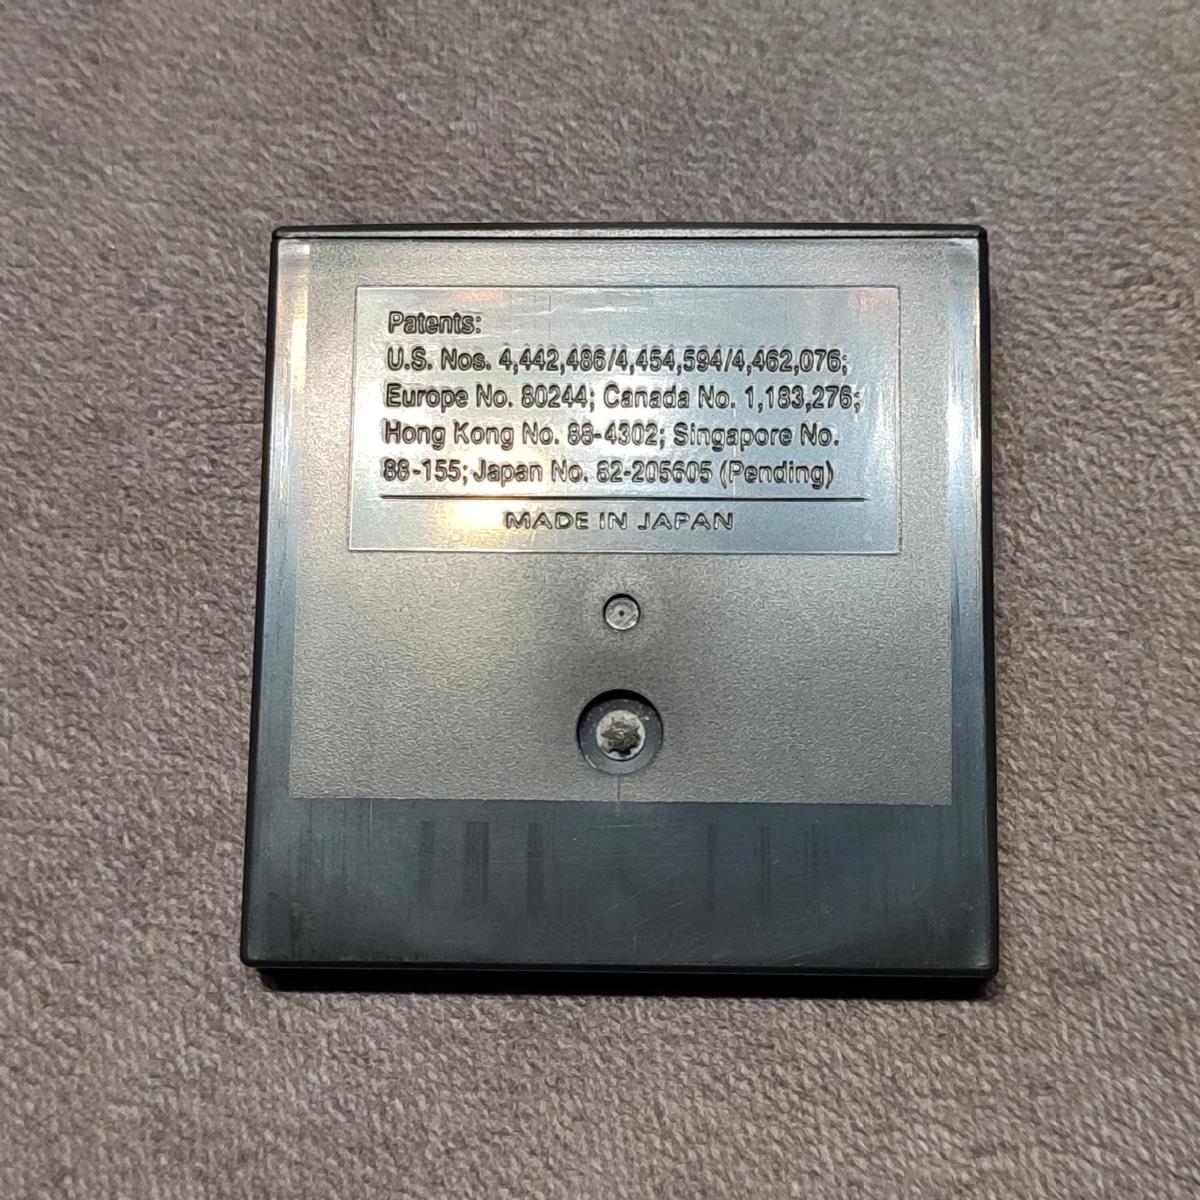 Patents:
U.S. Nos. 4,442,486/4,454,594/4,462,076;
Europe No. 80244; Canada No. 1,183,276;
Hong Kong No. 88-4302; Singapore No.
88-155; Japan No. 82-205605 (Pending)
MADE IN JAPAN